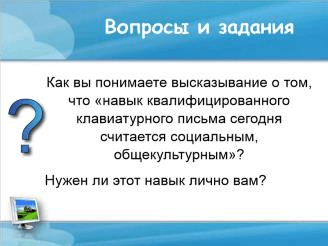 Вопросы и задания
Как вы понимаете высказывание о том,
что «навык квалифицированного
клавиатурного письма сегодня
считается социальным,
общекультурным»?
Нужен ли этот навык лично вам?